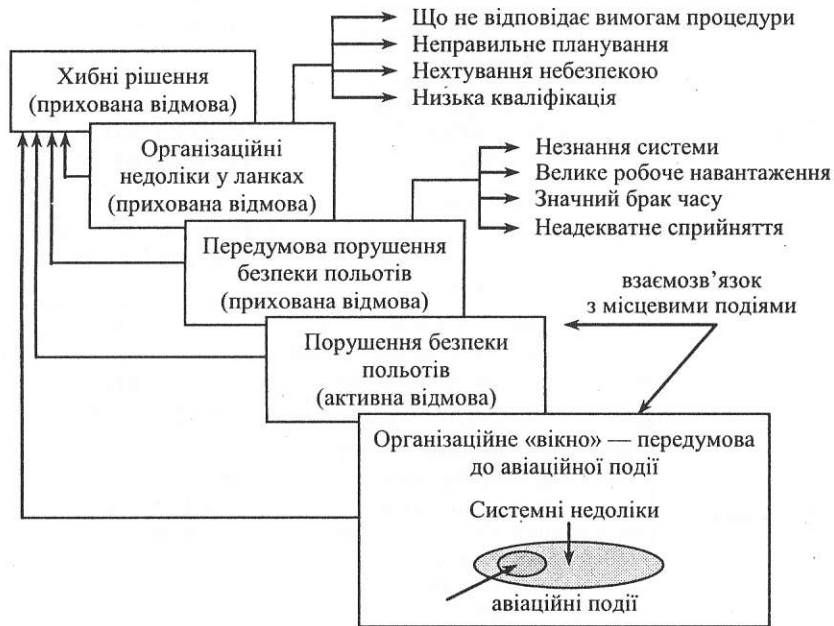 Що не відповідає вимогам процедури
Неправильне планування
Нехтування небезпекою
Низька кваліфікація
Хибні рішення
(прихована відмова)
Організаційні
недоліки у ланках
(прихована відмова)
Незнання системи
Велике робоче навантаження
Значний брак часу
Неадекватне сприйняття
Передумова порушення
безпеки польотів
(прихована відмова)
взаємозв’язок
з місцевими подіями
Порушення безпеки
польотів
(активна відмова)
Організаційне «вікно» — передумова
до авіаційної події
Системні недоліки
авіаційні події